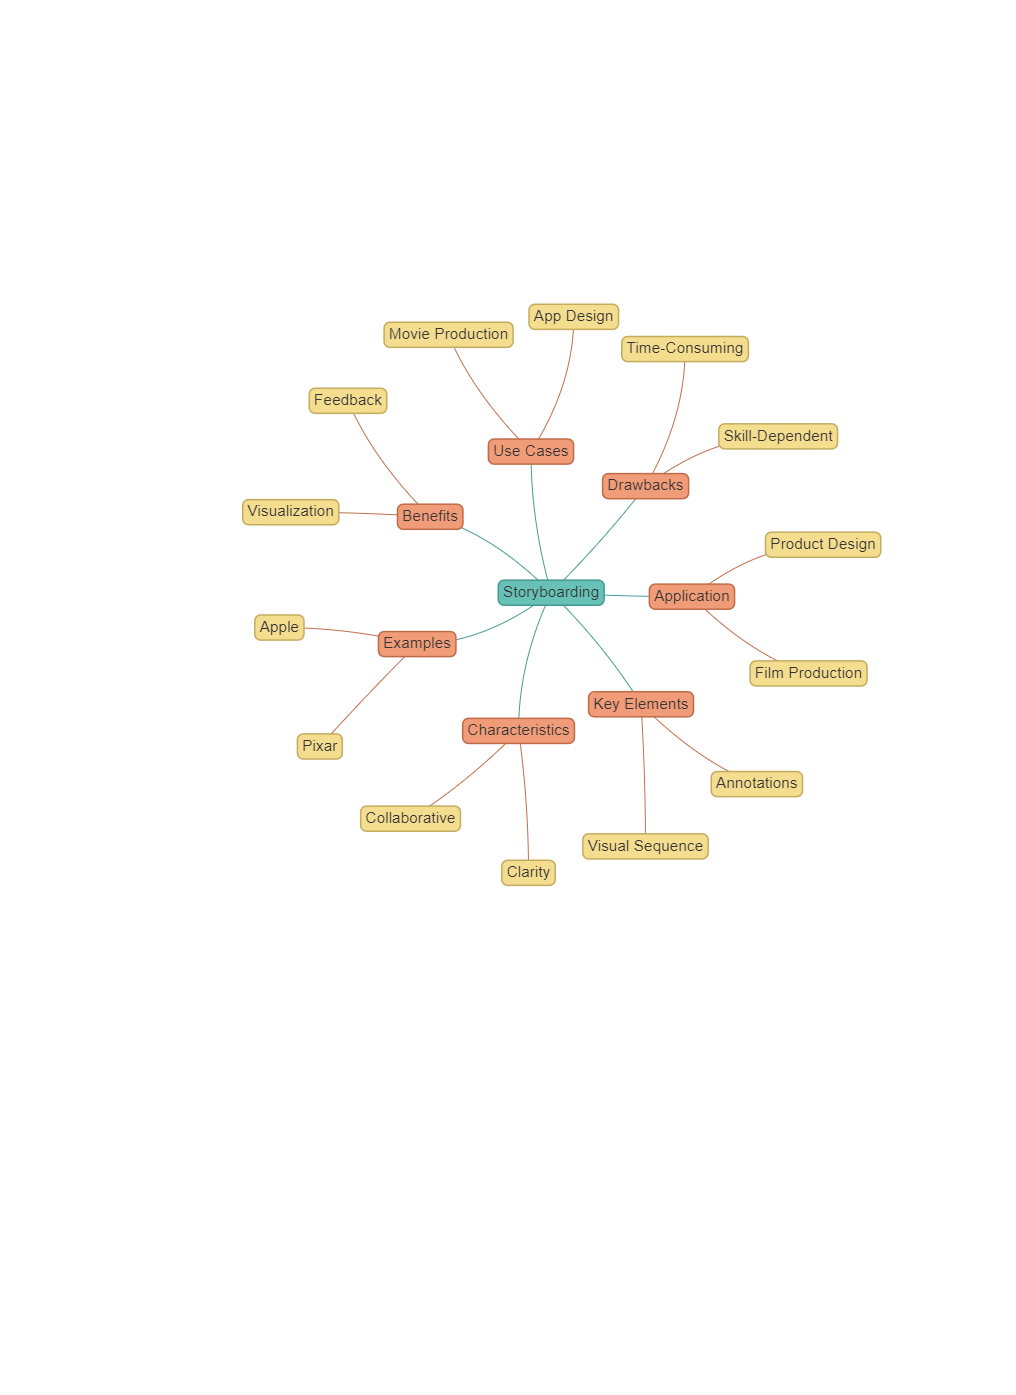 App Design
Movie Production
Time-Consuming
Feedback
Skill-Dependent
Use Cases
Drawbacks
Visualization
Benefits
Product Design
Storyboarding
Application
Apple
Examples
Film Production
Key Elements
Characteristics
Pixar
Annotations
Collaborative
Visual Sequence
Clarity